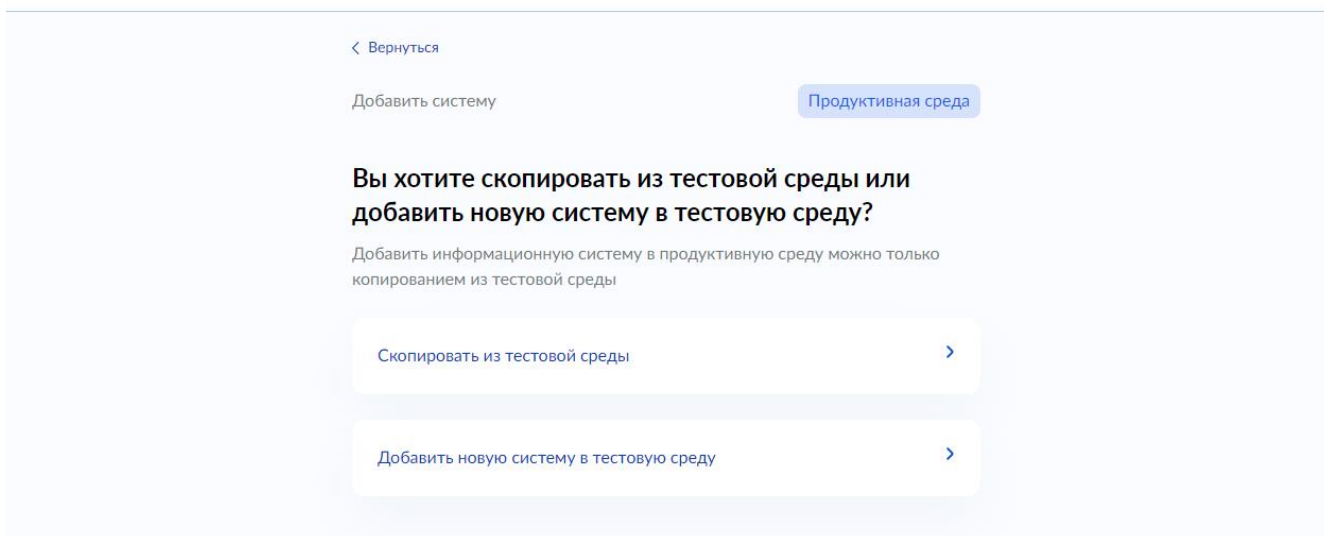 Вернуться
Добавить систему
Продуктивная среда
Вы хотите скопировать из тестовой среды или
добавить новую систему в тестовую среду?
Добавить информационную систему в продуктивную среду можно только
копированием из тестовой среды
Скопировать из тестовой среды
Добавить новую систему в тестовую среду